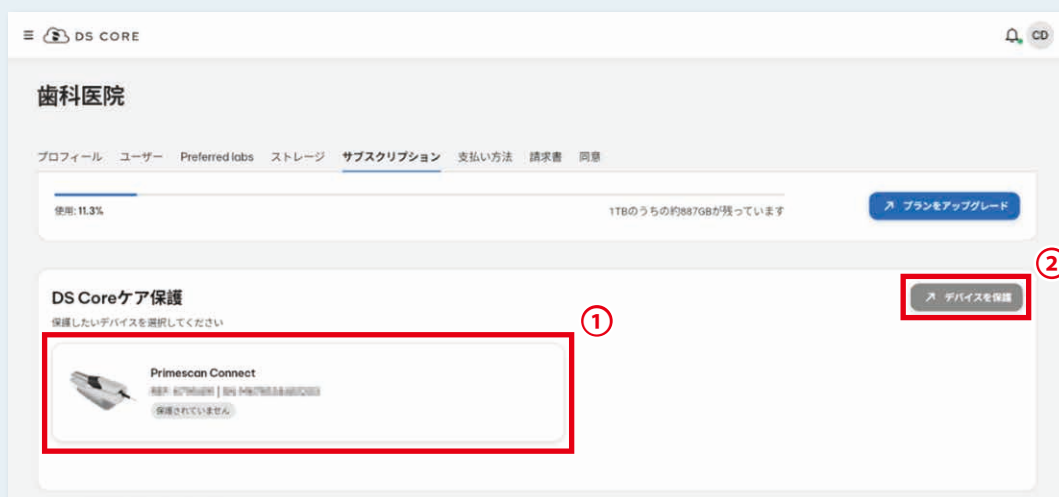 DS CORE
CD
歯科医院
プロフィール ユーザー Preferred labs ストレージ サブスクリプション 支払い方法 請求書 同意
使用: 11.3%
1TBのうちの約887GBが残っています
プランをアップグレード
②
DS Coreケア保護
デバイスを保護
保護したいデバイスを選択してください
①
Primescan Connect
保護されていません